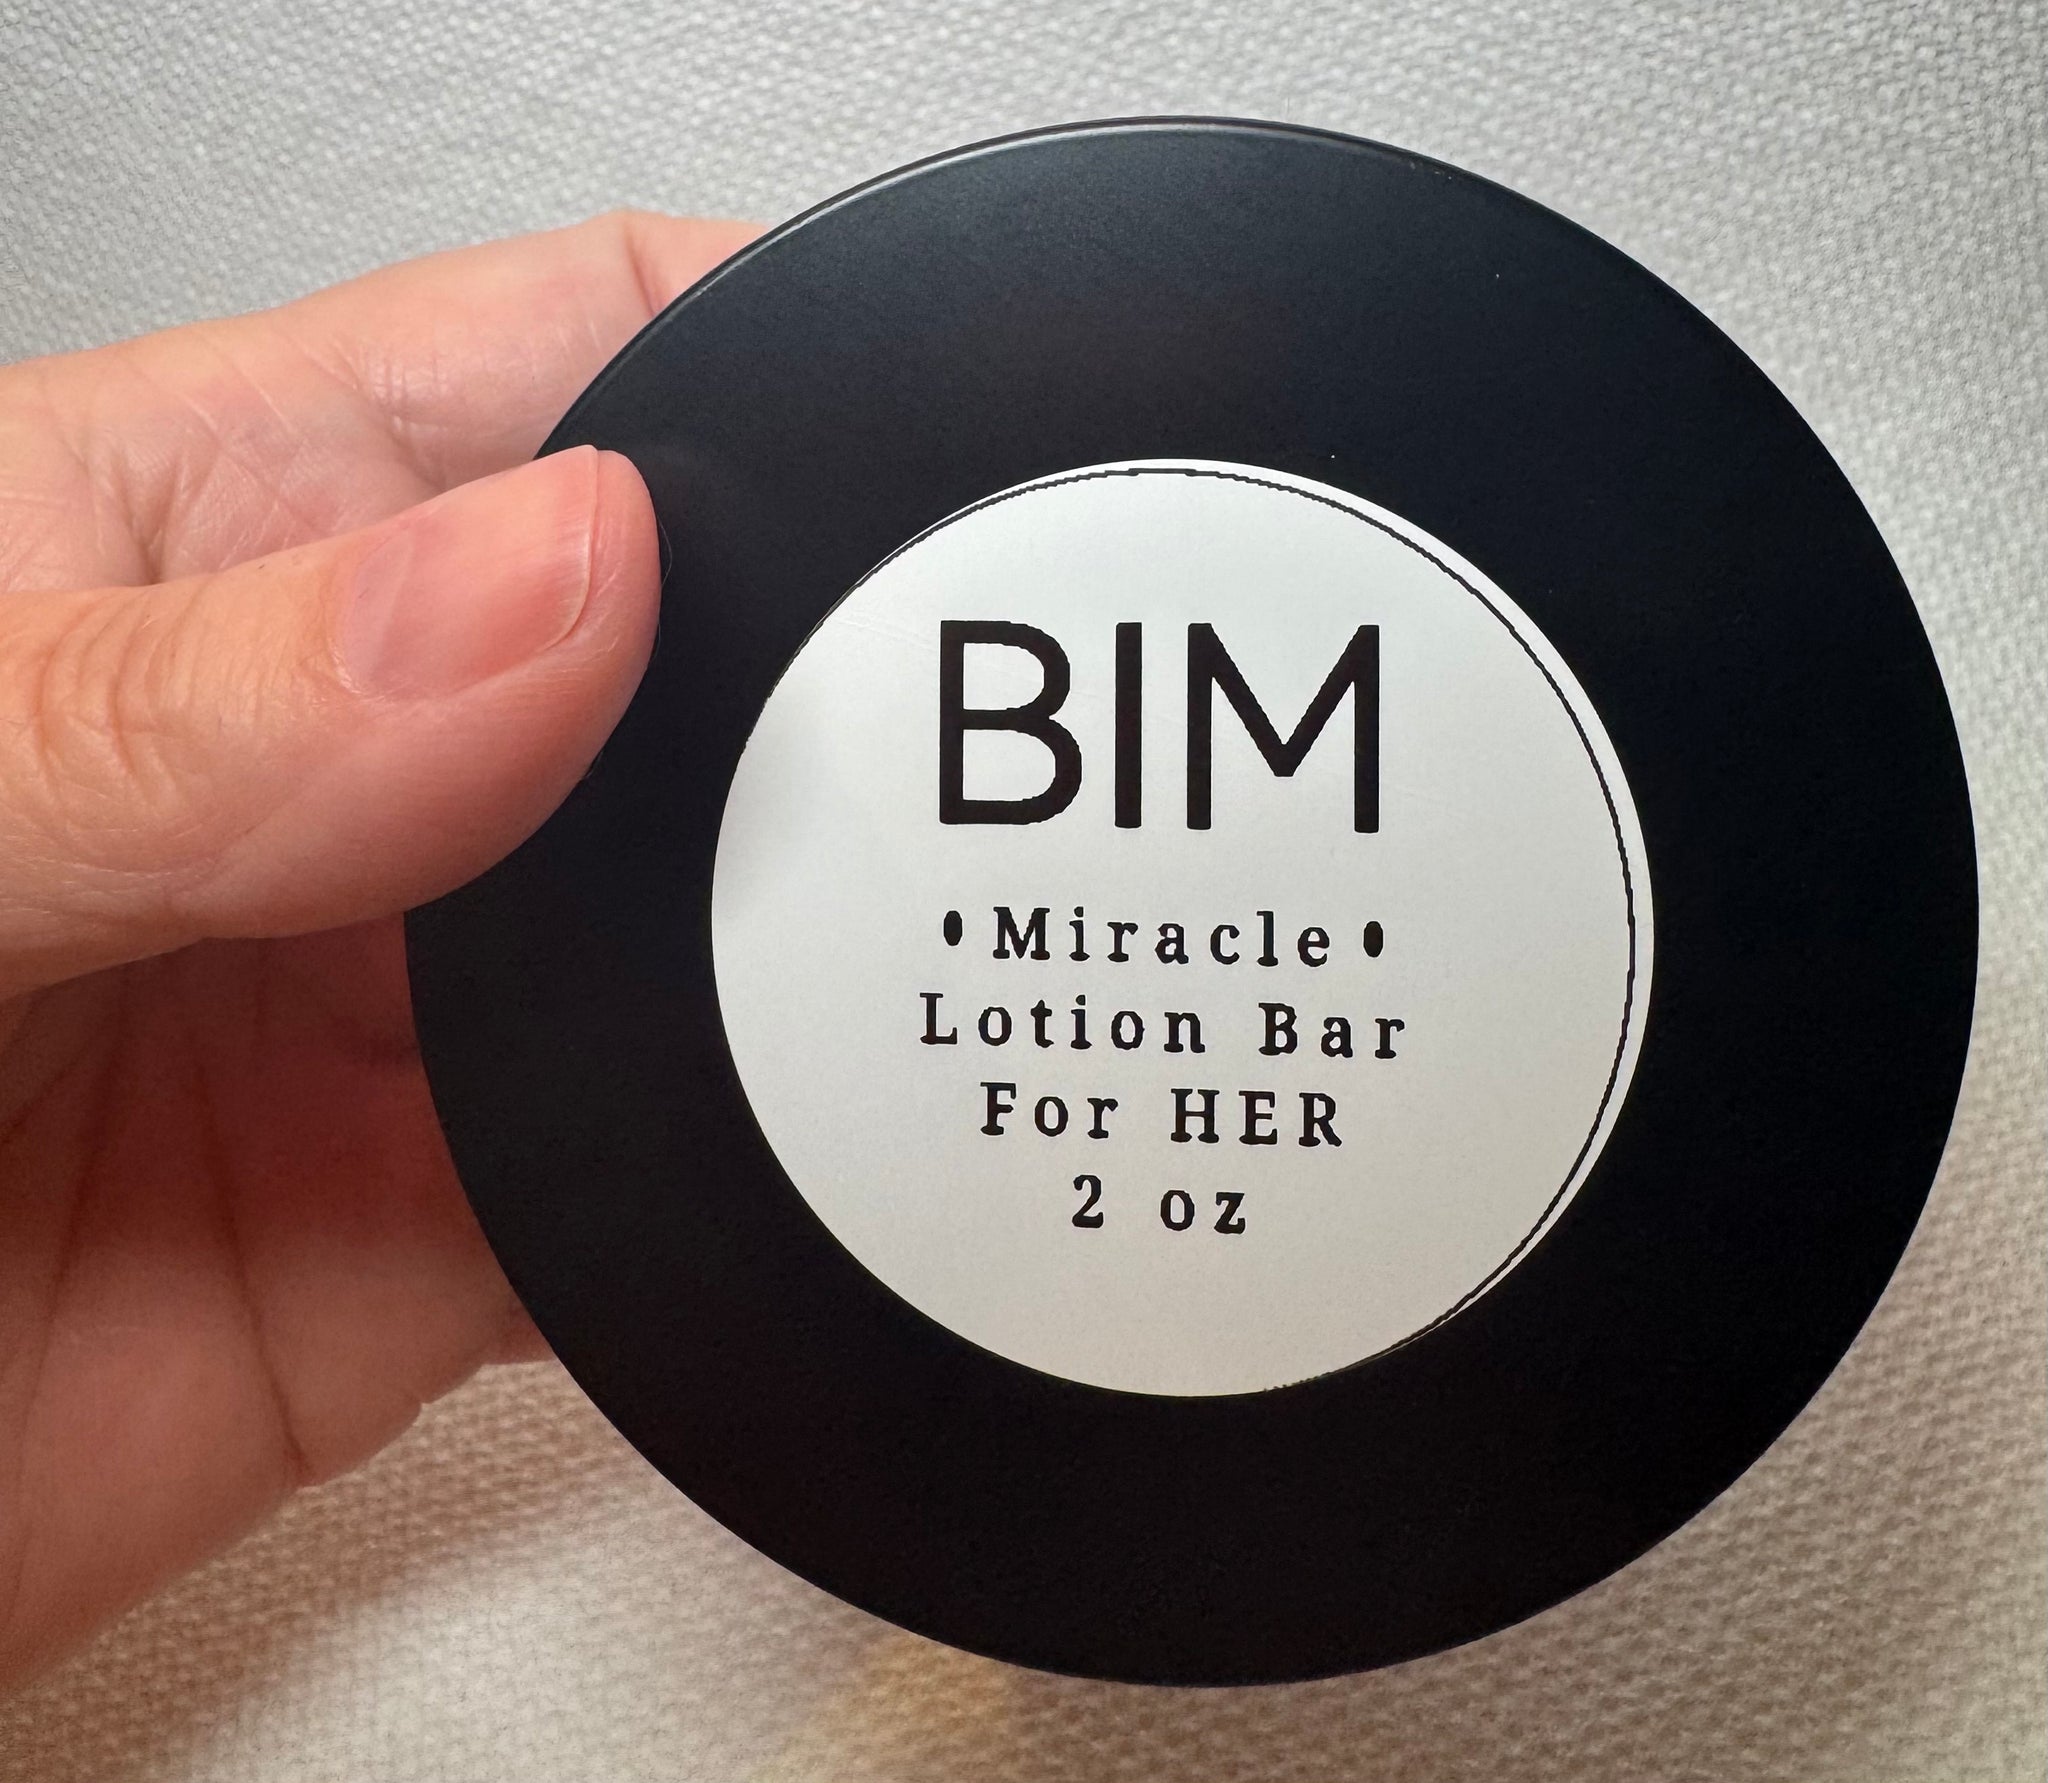 BIM
• Miracle •
Lotion Bar
For HER
2 oz